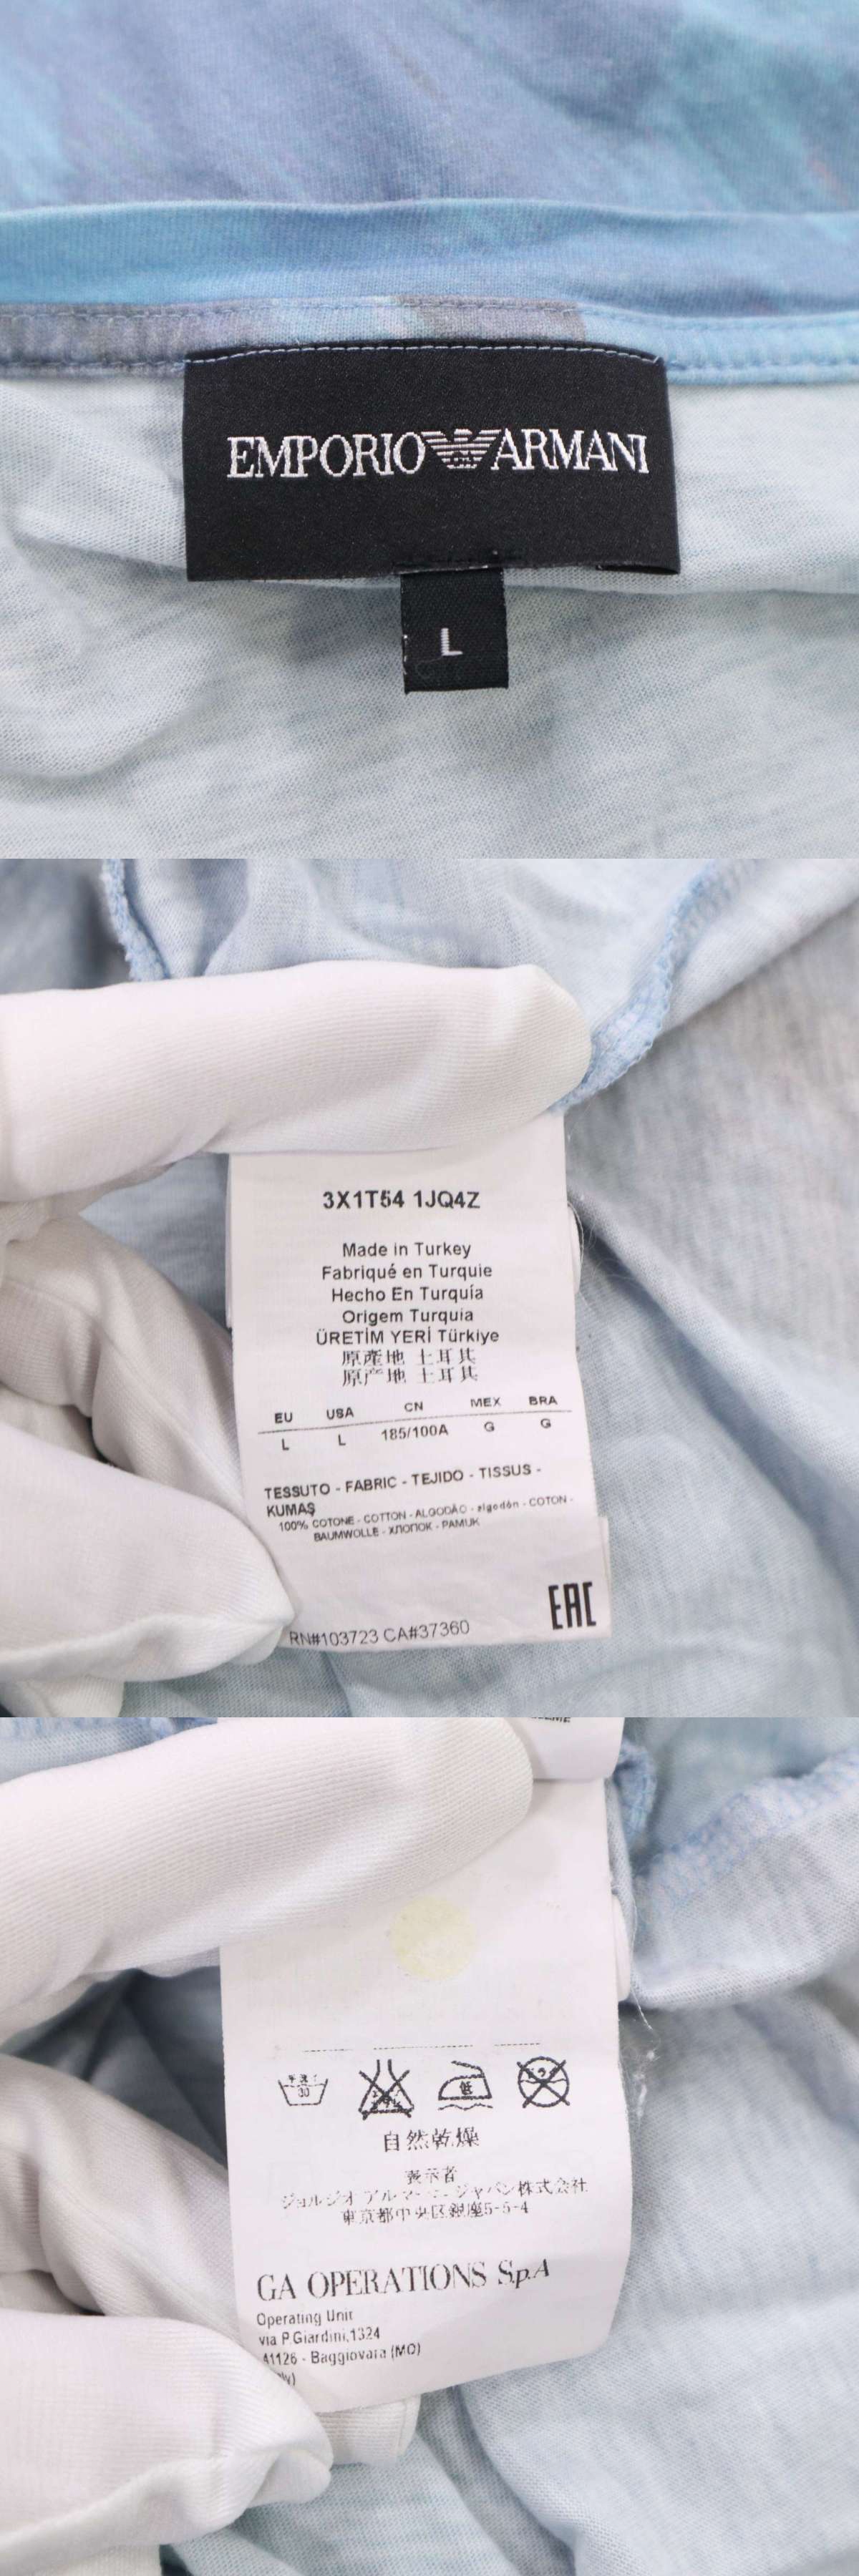 EMPORIO ARMANI
L
3X1T54 1JQ4Z
Made in Turkey
Fabriqué en Turquie
Hecho En Turquía
Origem Turquia
ÜRETİM YERİ Türkiye
原產地 土耳其
原产地 土耳其
EU USA CN MEX BRA
L L 185/100A G G
TESSUTO - FABRIC - TEJIDO - TISSUS -
KUMAŞ
100% COTONE - COTTON - ALGODÃO - algodón - COTON -
BAUMWOLLE - ХЛОПОК - PAMUK
EAC
RN#103723 CA#37360
30
低
自然乾燥
表示者
ジョルジオ アルマーニ ジャパン株式会社
東京都中央区銀座5-5-4
GA OPERATIONS S.p.A
Operating Unit
via P.Giardini,1324
41126 - Baggiovara (MO)